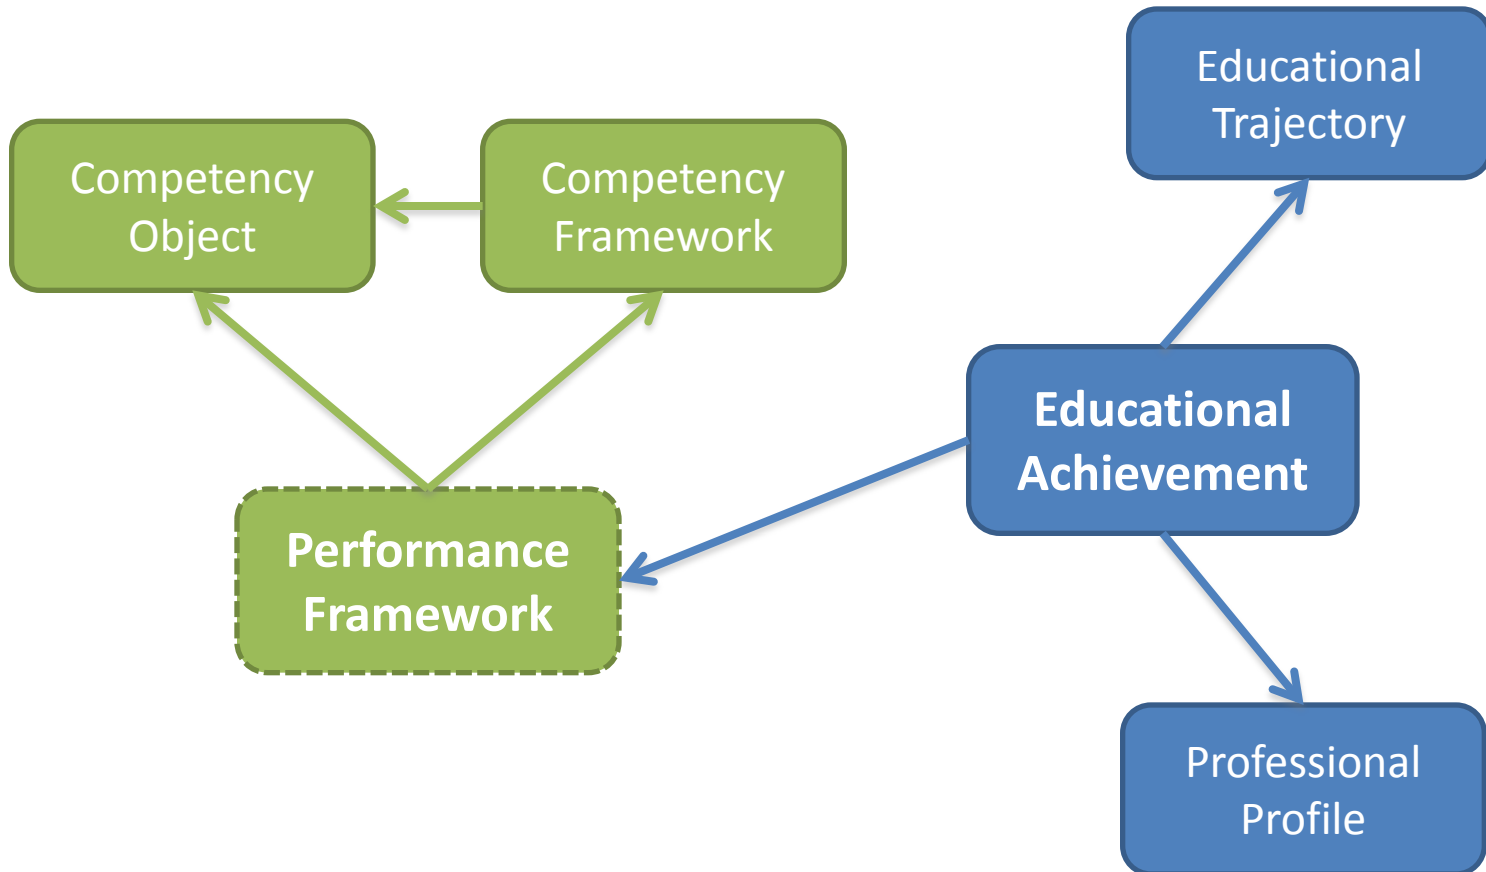 Educational
Trajectory
Competency
Object
Competency
Framework
Educational
Achievement
Performance
Framework
Professional
Profile